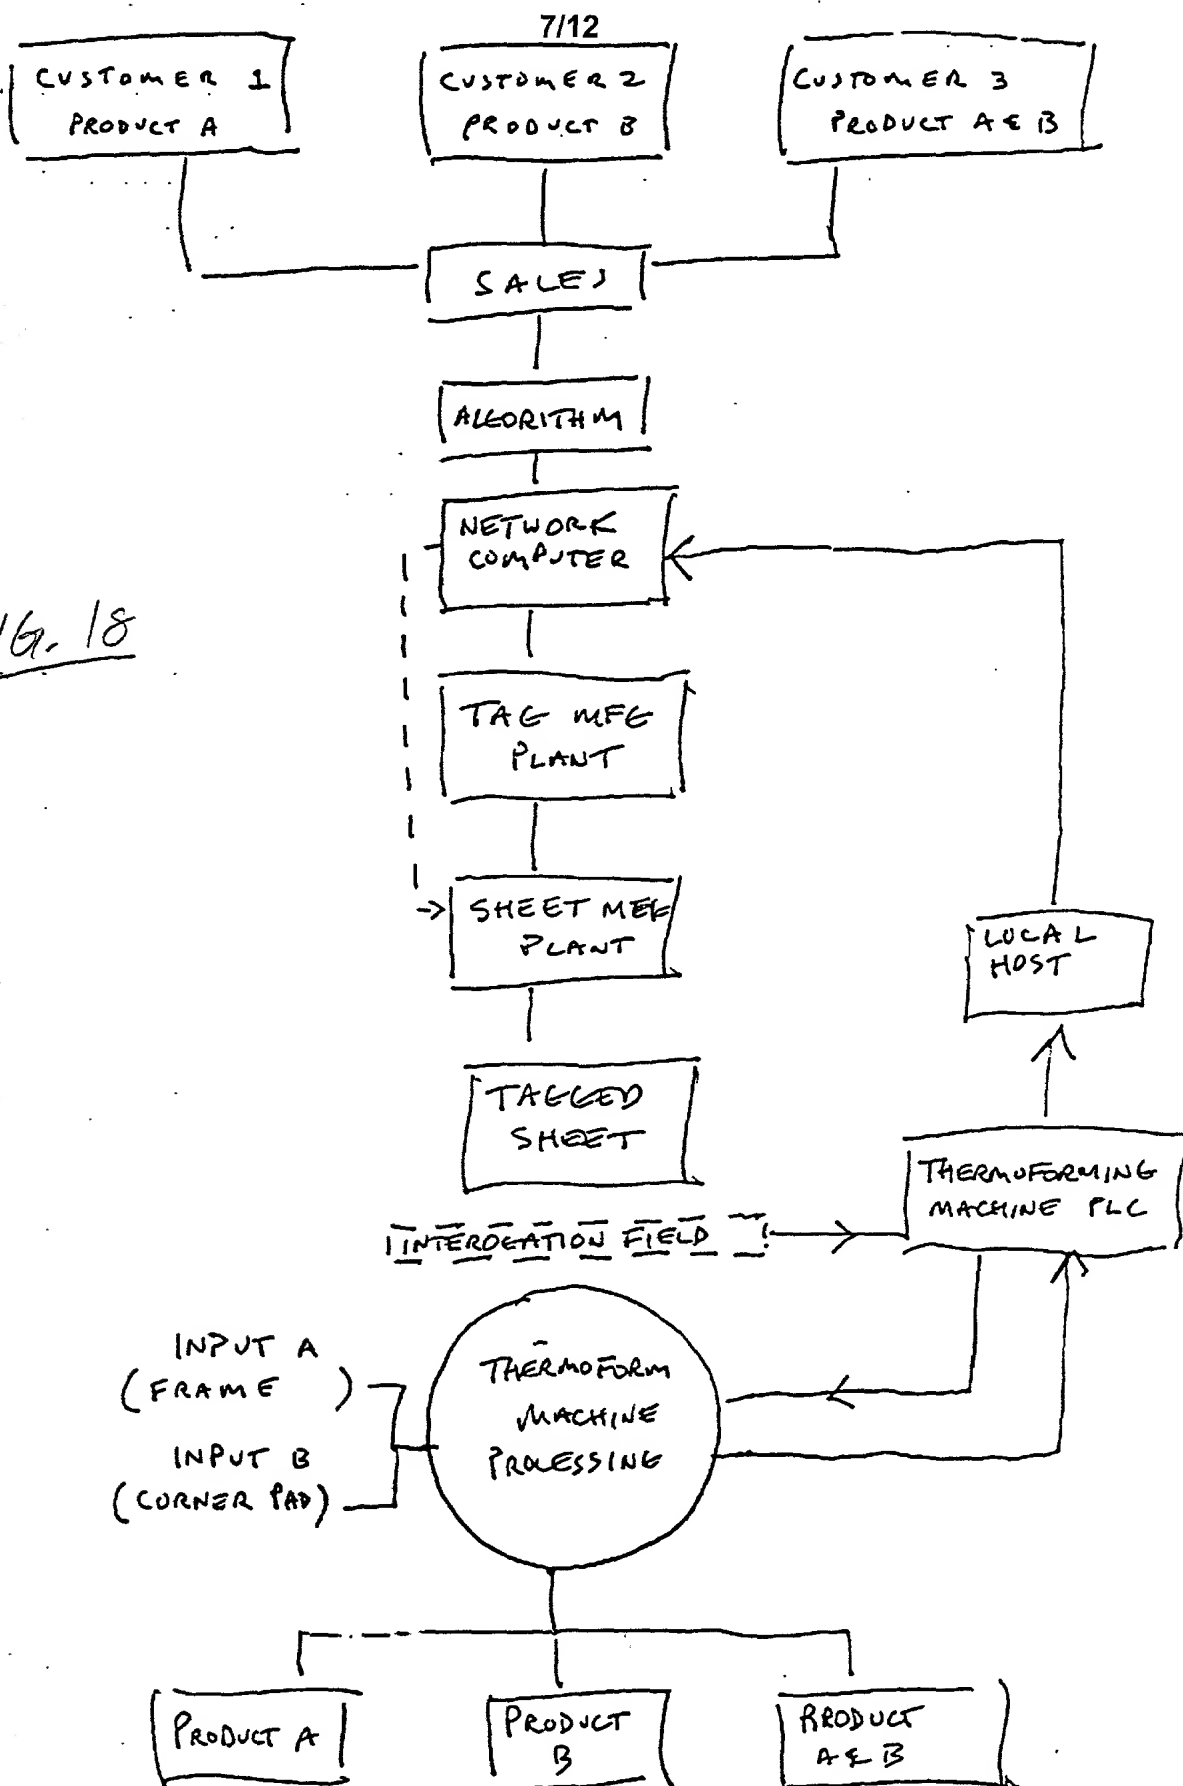 7/12
CUSTOMER 1
PRODUCT A
CUSTOMER 2
PRODUCT B
CUSTOMER 3
PRODUCT A & B
SALES
ALGORITHM
NETWORK
COMPUTER
IG. 18
TAG MFG
PLANT
SHEET MFG
PLANT
LOCAL
HOST
TAGGED
SHEET
THERMOFORMING
MACHINE PLC
INTEROGATION FIELD
INPUT A
(FRAME)
INPUT B
(CORNER PAD)
THERMOFORM
MACHINE
PROCESSING
PRODUCT A
PRODUCT
B
PRODUCT
A & B